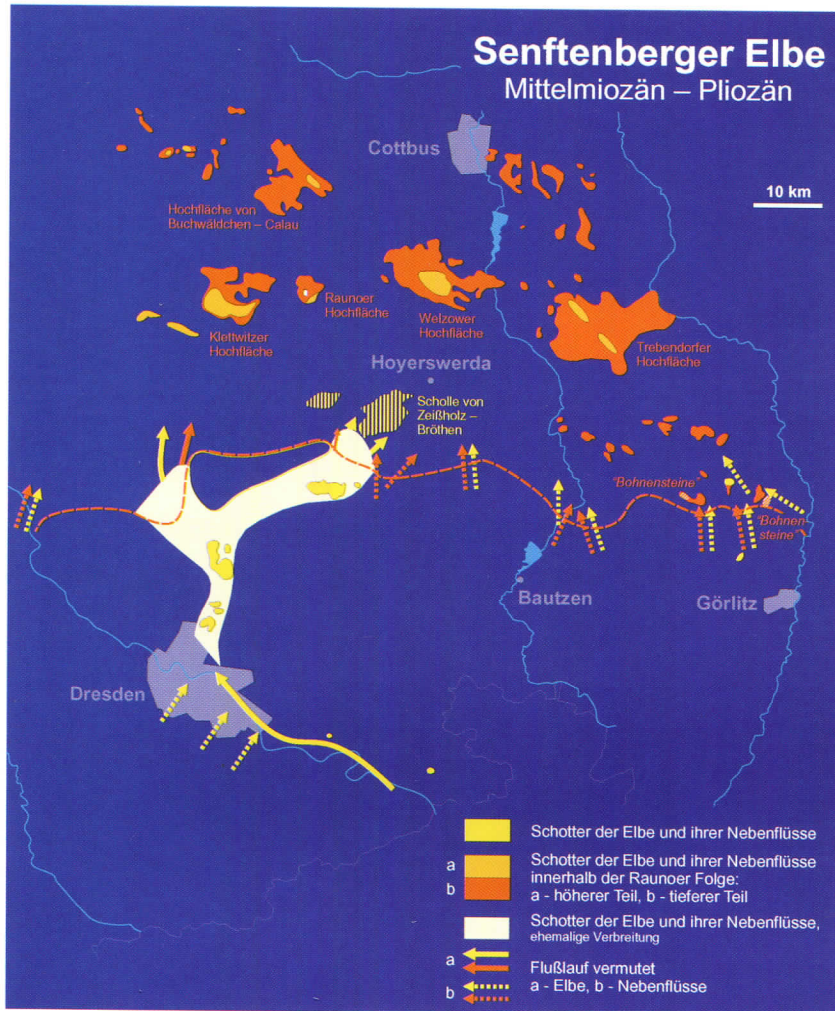 Senftenberger Elbe
Mittelmiozän – Pliozän
Cottbus
10 km
Hochfläche von
Buchwäldchen – Calau
Raunoer
Hochfläche
Welzower
Hochfläche
Klettwitzer
Hochfläche
Trebendorfer
Hochfläche
Hoyerswerda
Scholle von
Zeißholz –
Bröthen
"Bohnensteine"
"Bohnen
steine"
Bautzen
Görlitz
Dresden
Schotter der Elbe und ihrer Nebenflüsse
a
b
Schotter der Elbe und ihrer Nebenflüsse
innerhalb der Raunoer Folge:
a - höherer Teil, b - tieferer Teil
Schotter der Elbe und ihrer Nebenflüsse,
ehemalige Verbreitung
a
b
Flußlauf vermutet
a - Elbe, b - Nebenflüsse